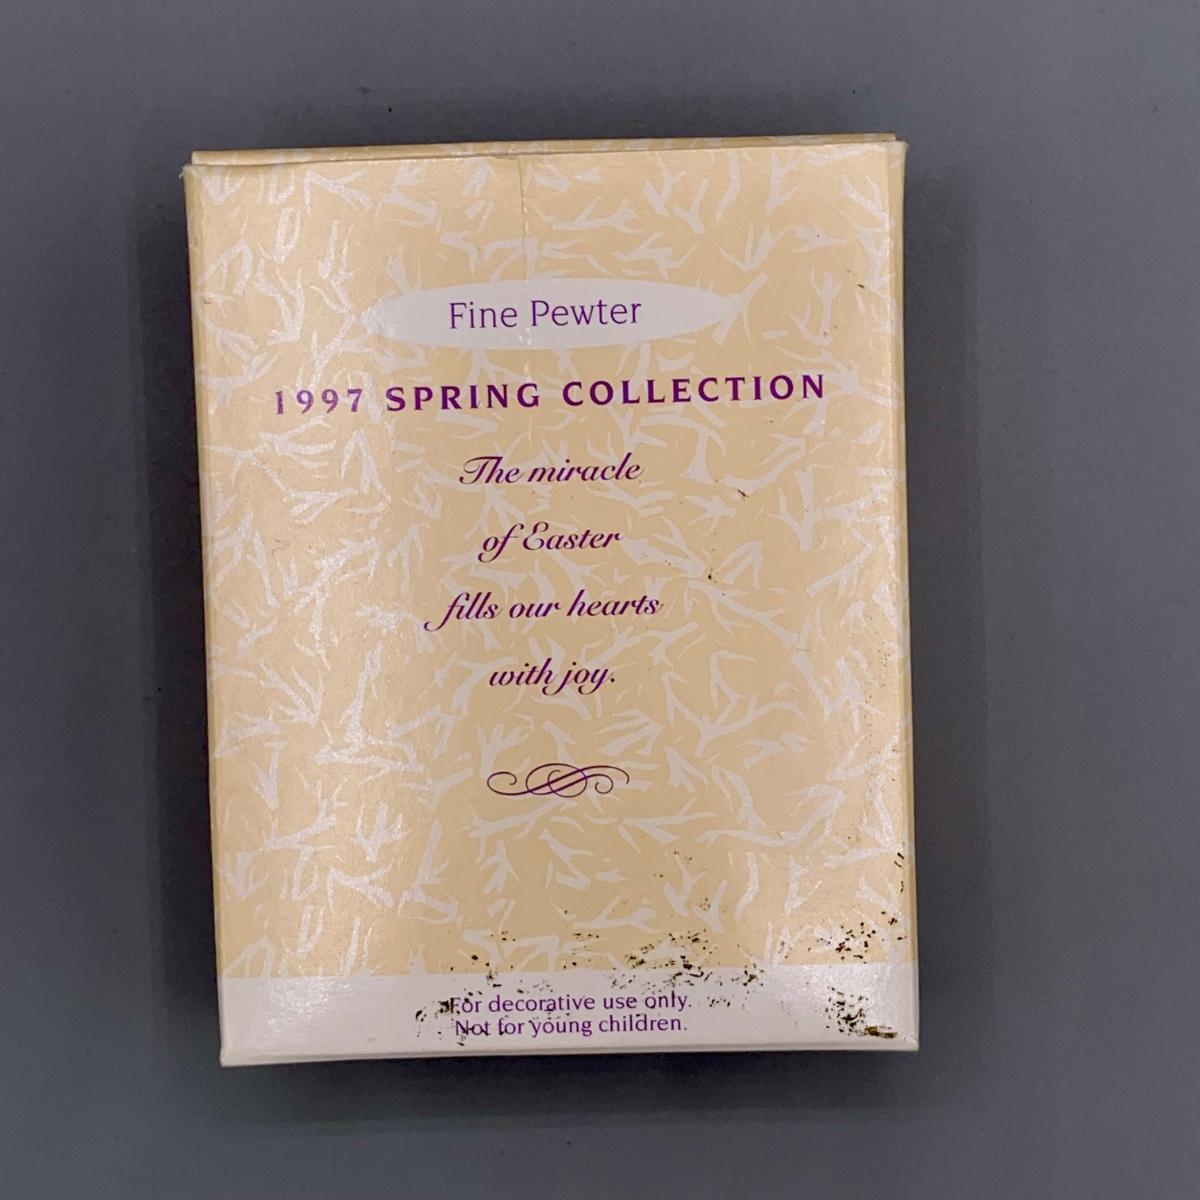 Fine Pewter
1997 SPRING COLLECTION
The miracle
of Easter
fills our hearts
with joy.
For decorative use only.
Not for young children.